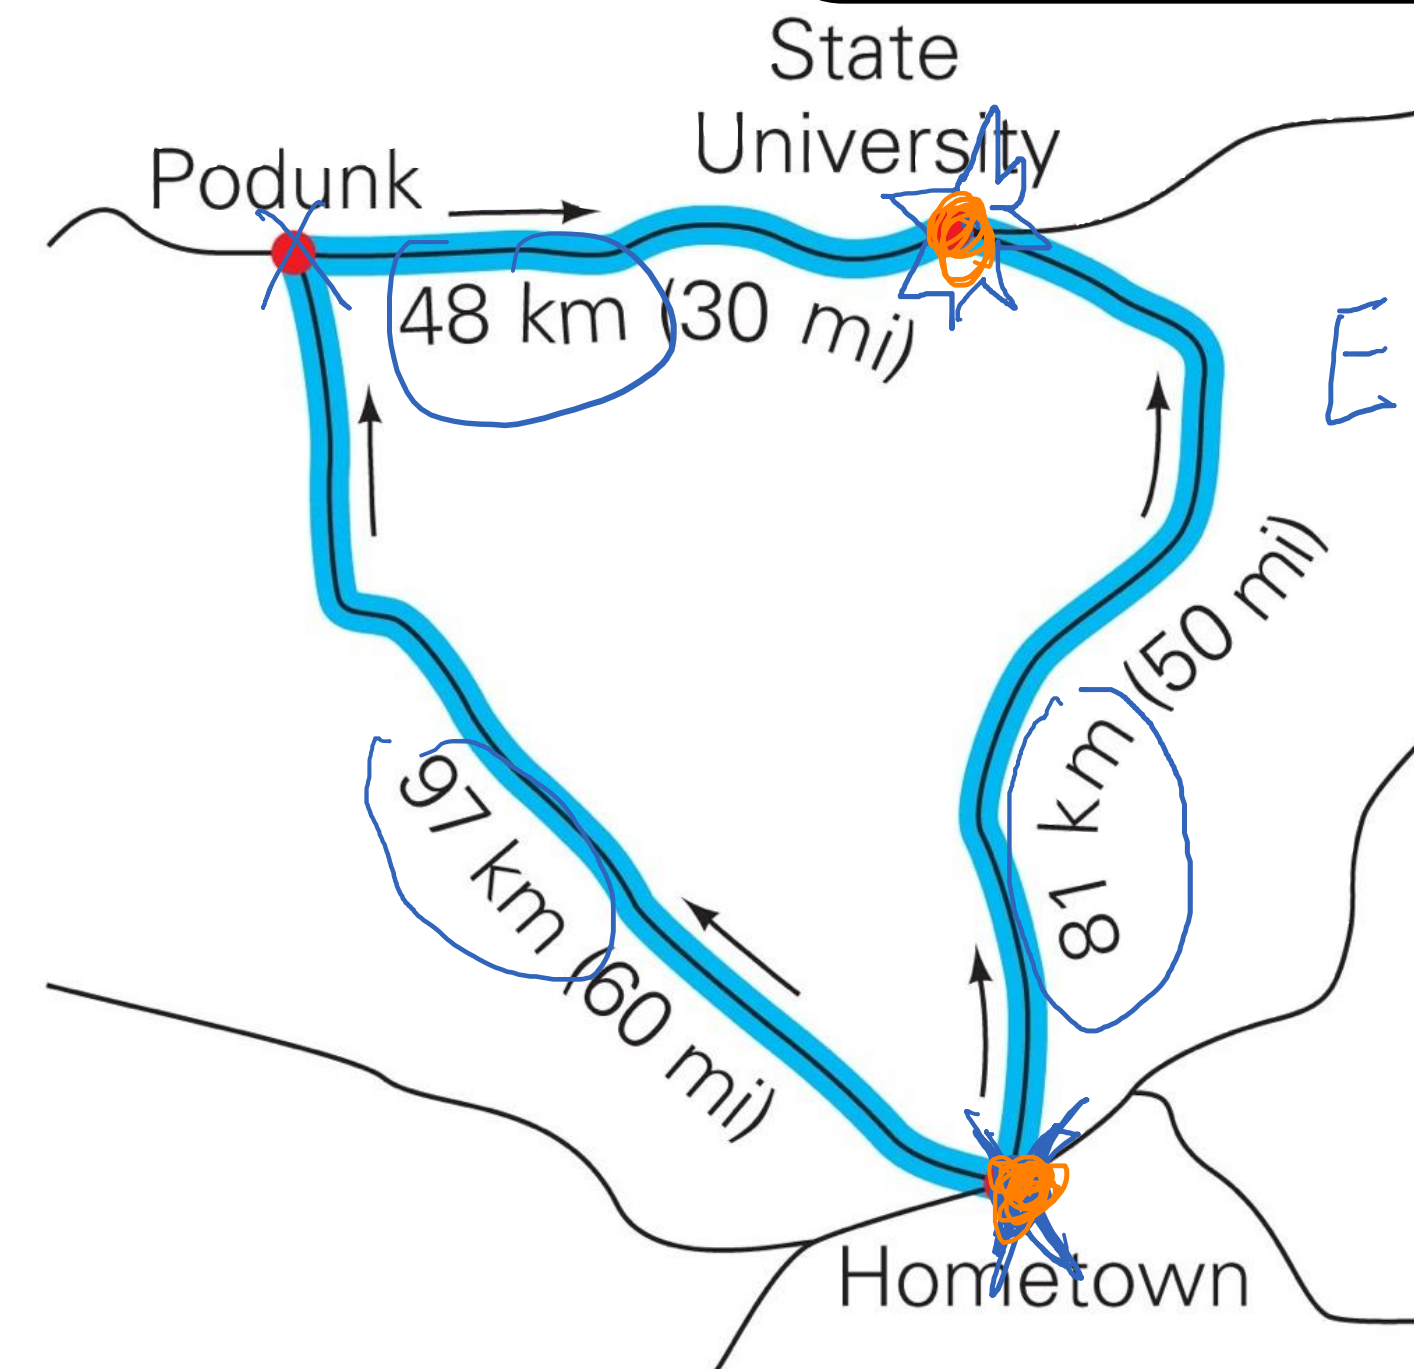 State
University
Podunk
48 km (30 mi)
E
81 km (50 mi)
97 km (60 mi)
Hometown